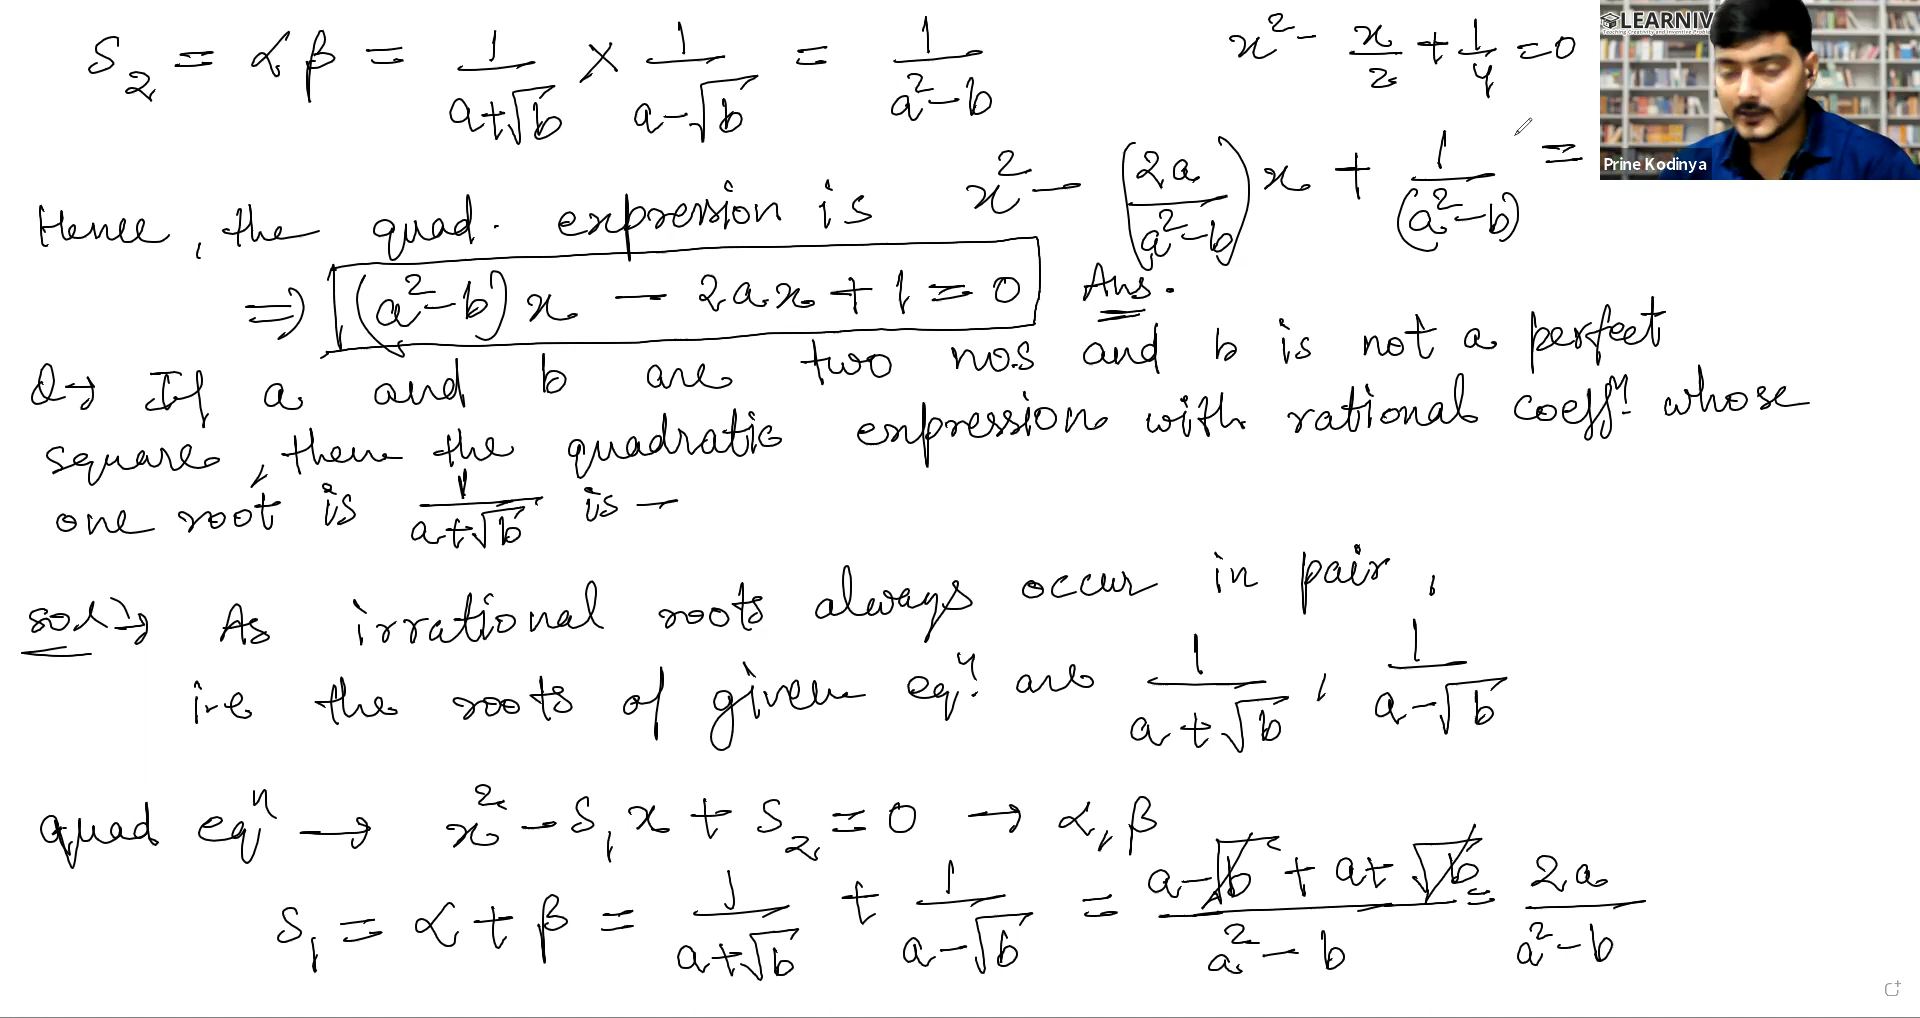 S₂ = αβ = 1/(a+√b) × 1/(a-√b) = 1/(a²-b)
x² - x/2 + 1/4 = 0
LEARNIV
Prine Kodinya
Hence, the quad. expression is x² - (2a/(a²-b))x + 1/(a²-b) =
⇒ (a²-b)x - 2ax + 1 = 0 Ans.
Q→ If a and b are two nos and b is not a perfect
square, then the quadratic expression with rational coeffⁿ. whose
one root is 1/(a+√b) is -
Sol→ As irrational roots always occur in pair,
i.e the roots of given eqⁿ. are 1/(a+√b), 1/(a-√b)
quad eqⁿ → x² - S₁x + S₂ = 0 → α, β
S₁ = α + β = 1/(a+√b) + 1/(a-√b) = (a-√b + a+√b)/(a²-b) = 2a/(a²-b)